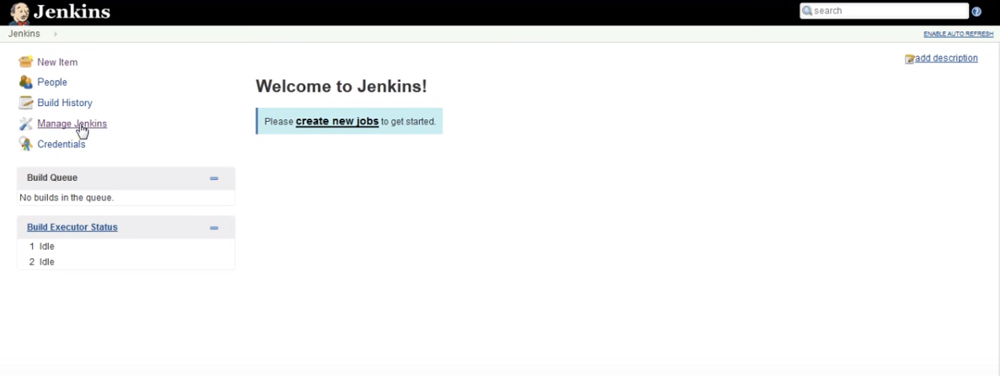 Jenkins
search
Jenkins
ENABLE AUTO REFRESH
New Item
add description
People
Build History
Manage Jenkins
Credentials
Welcome to Jenkins!
Please create new jobs to get started.
Build Queue
No builds in the queue.
Build Executor Status
1 Idle
2 Idle